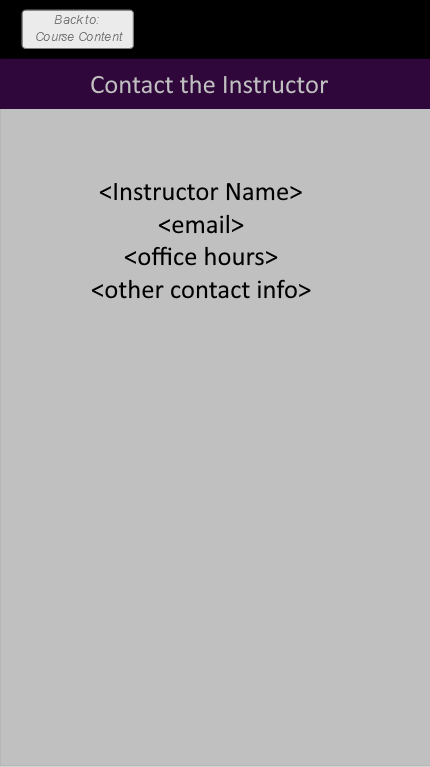 Back to:
Course Content
Contact the Instructor
<Instructor Name>
<email>
<office hours>
<other contact info>